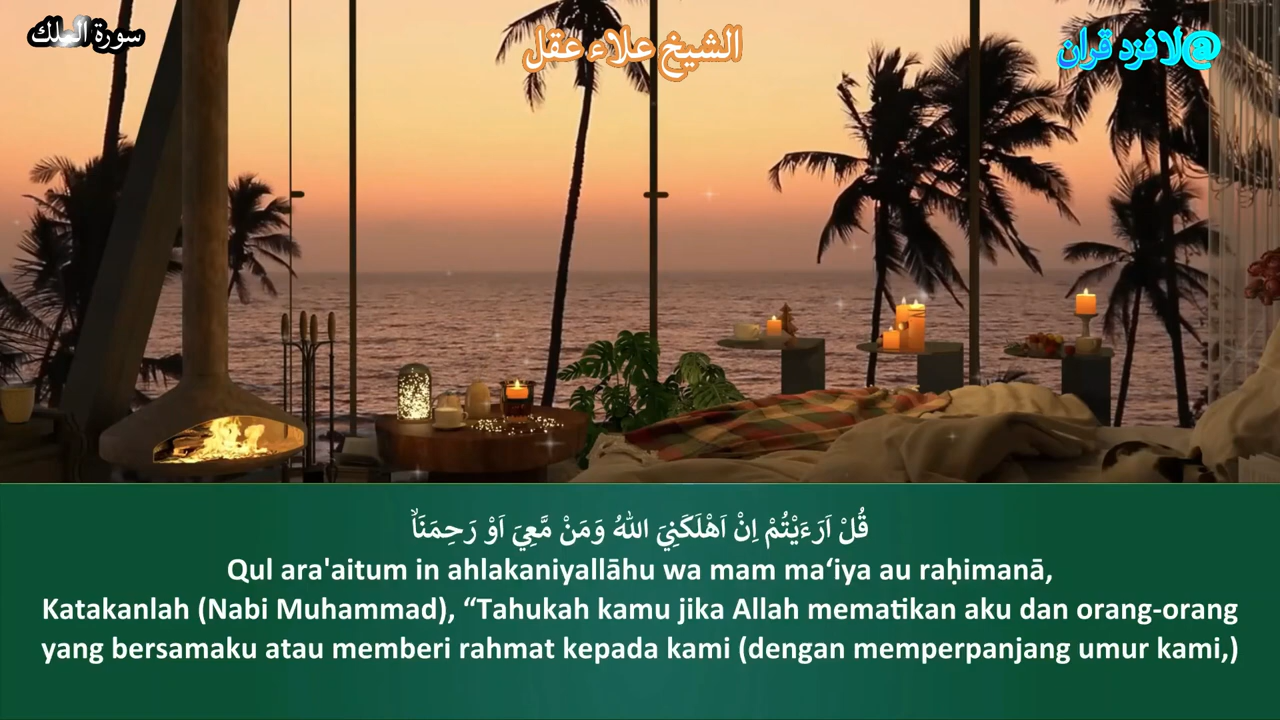 سورة الملك
الشيخ علاء عقل
@لافزد قران
قُلْ اَرَءَيْتُمْ اِنْ اَهْلَكَنِيَ اللّٰهُ وَمَنْ مَّعِيَ اَوْ رَحِمَنَاۙ
Qul ara'aitum in ahlakaniyallāhu wa mam ma‘iya au raḥimanā,
Katakanlah (Nabi Muhammad), “Tahukah kamu jika Allah mematikan aku dan orang-orang
yang bersamaku atau memberi rahmat kepada kami (dengan memperpanjang umur kami,)